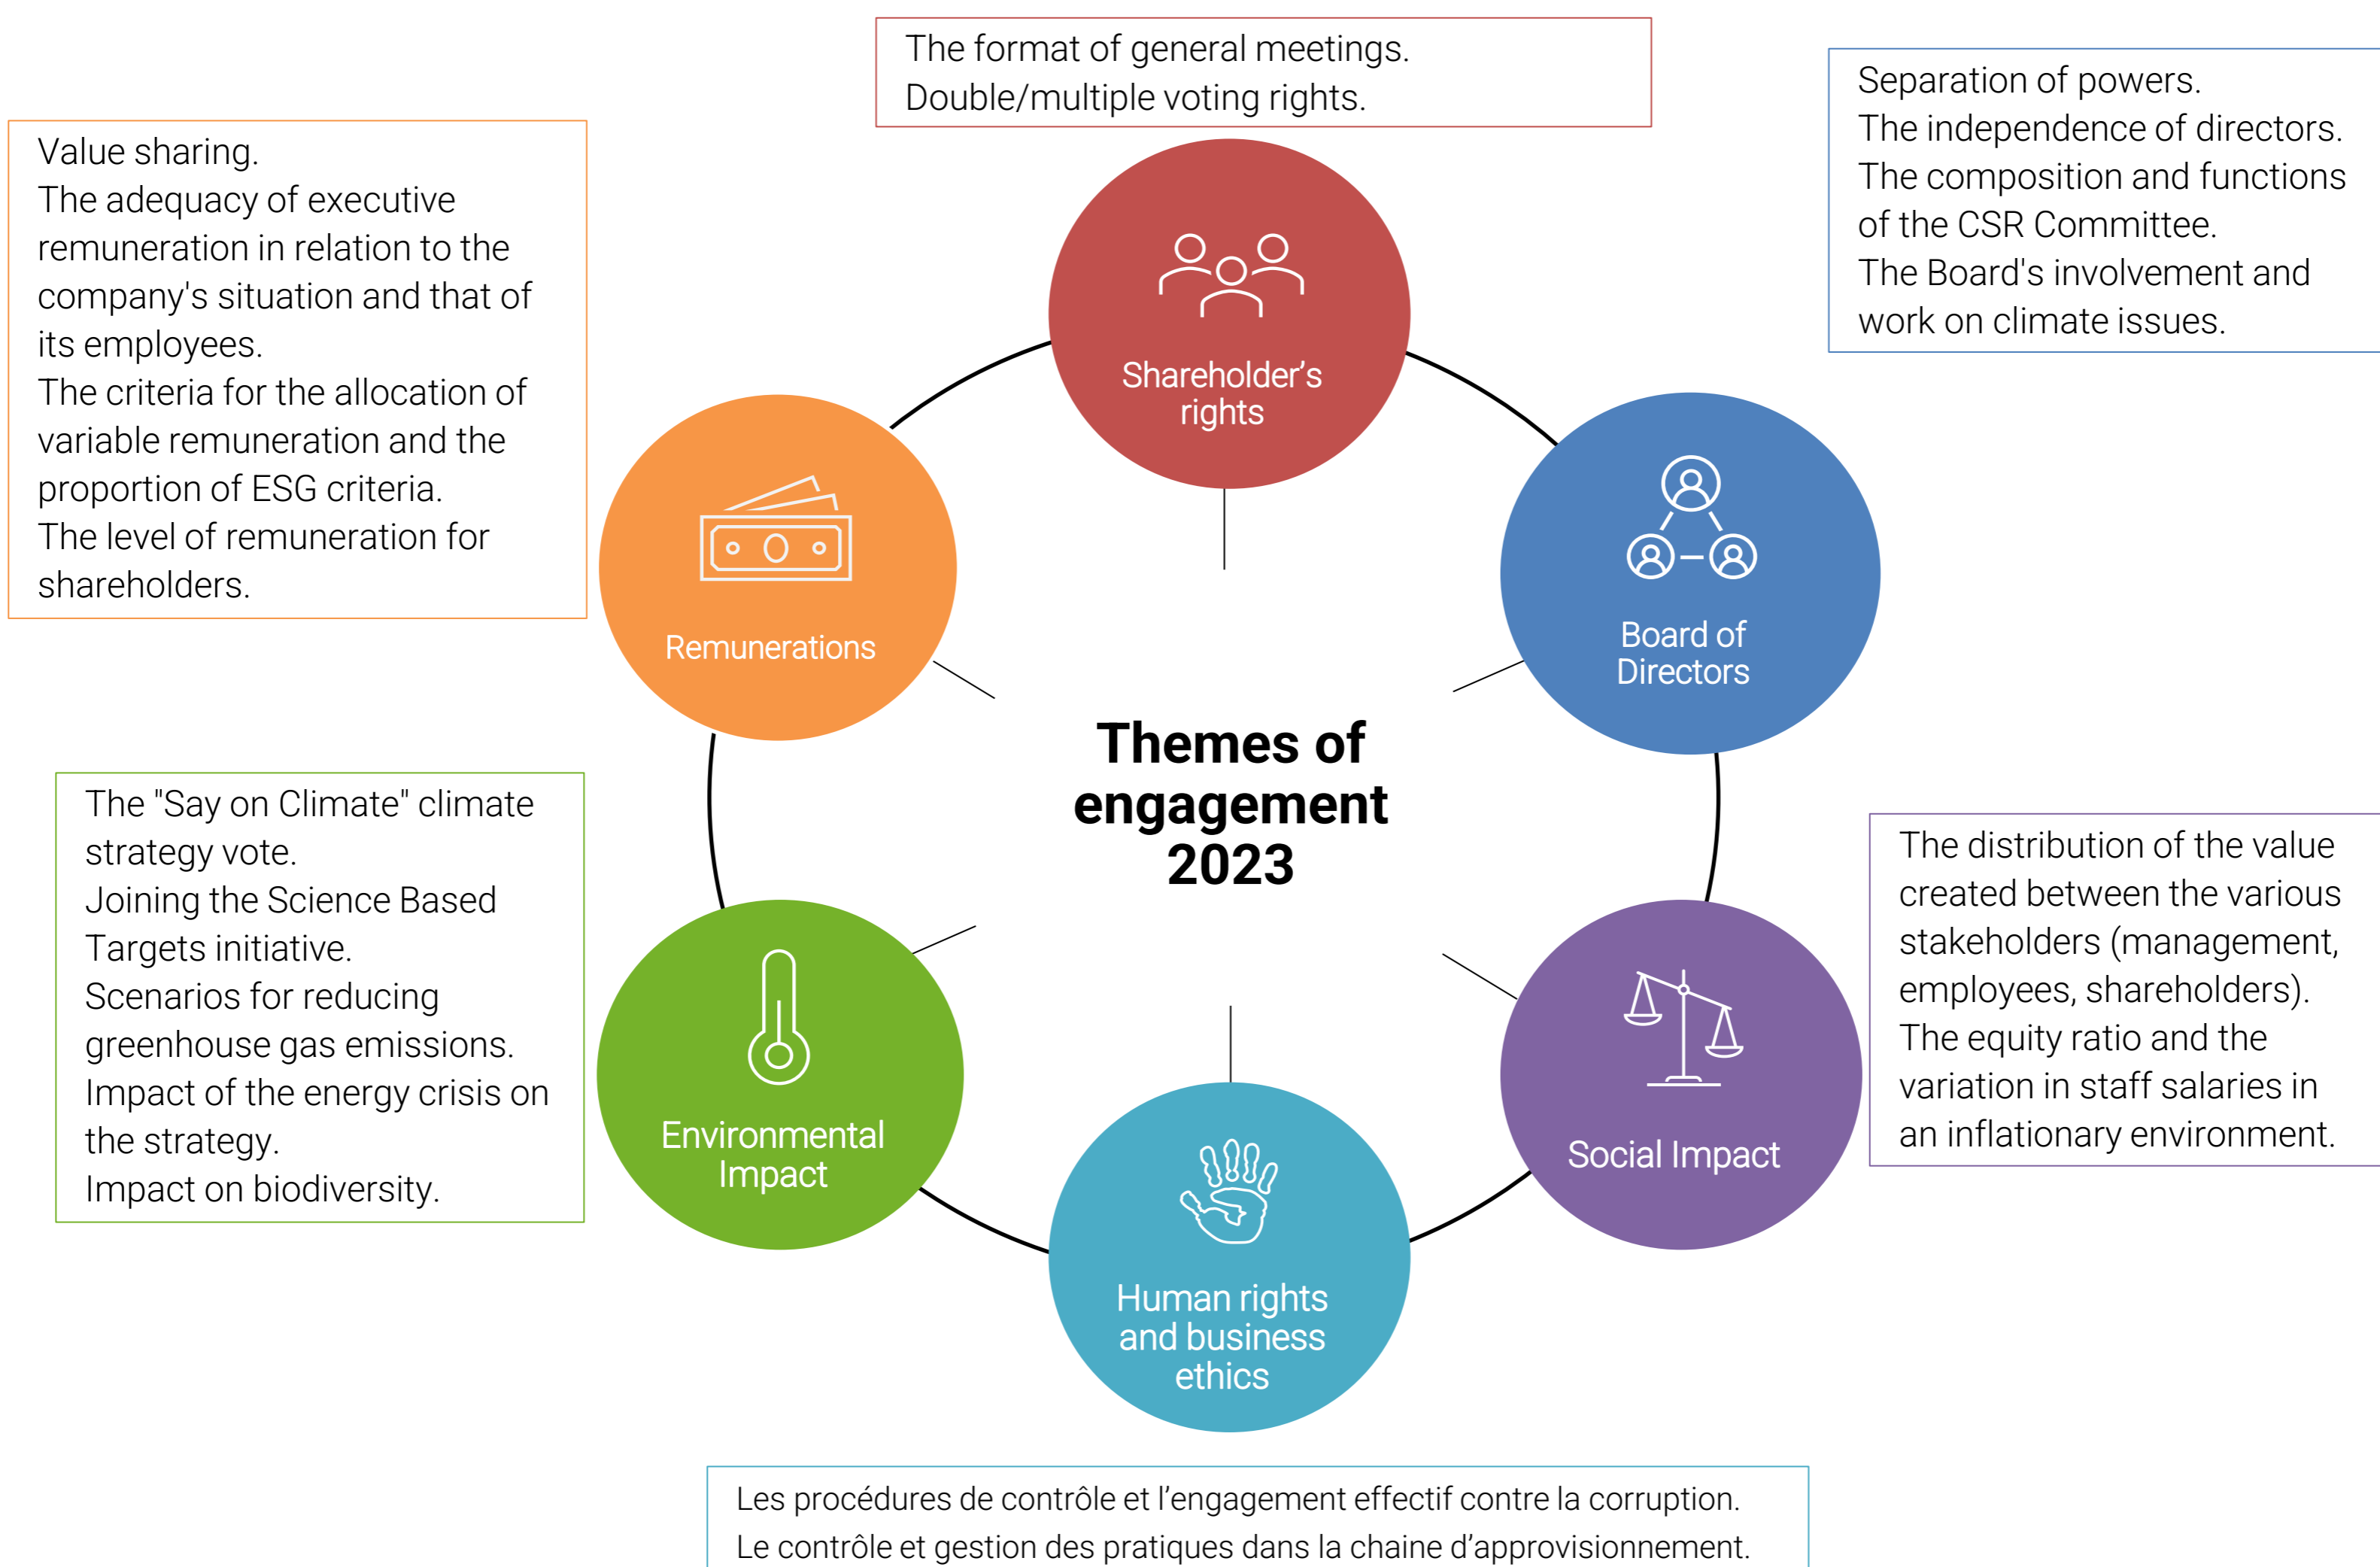 The format of general meetings.
Double/multiple voting rights.
Separation of powers.
The independence of directors.
The composition and functions
of the CSR Committee.
The Board's involvement and
work on climate issues.
Value sharing.
The adequacy of executive
remuneration in relation to the
company's situation and that of
its employees.
The criteria for the allocation of
variable remuneration and the
proportion of ESG criteria.
The level of remuneration for
shareholders.
Shareholder’s
rights
Remunerations
Board of
Directors
Themes of
engagement
2023
The "Say on Climate" climate
strategy vote.
Joining the Science Based
Targets initiative.
Scenarios for reducing
greenhouse gas emissions.
Impact of the energy crisis on
the strategy.
Impact on biodiversity.
The distribution of the value
created between the various
stakeholders (management,
employees, shareholders).
The equity ratio and the
variation in staff salaries in
an inflationary environment.
Environmental
Impact
Social Impact
Human rights
and business
ethics
Les procédures de contrôle et l’engagement effectif contre la corruption.
Le contrôle et gestion des pratiques dans la chaine d’approvisionnement.